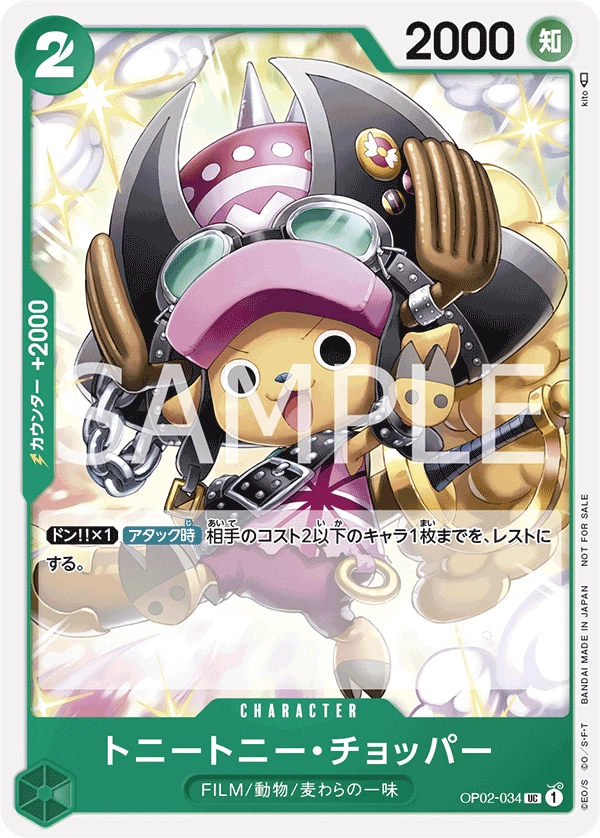 2
2000 知
kito
カウンター +2000
SAMPLE
ドン!!×1 アタック時 相手のコスト2以下のキャラ1枚までを、レストに
する。
CHARACTER
トニートニー・チョッパー
FILM/動物/麦わらの一味
OP02-034 UC 1
©E.O/S ©O/S・F・T BANDAI MADE IN JAPAN NOT FOR SALE